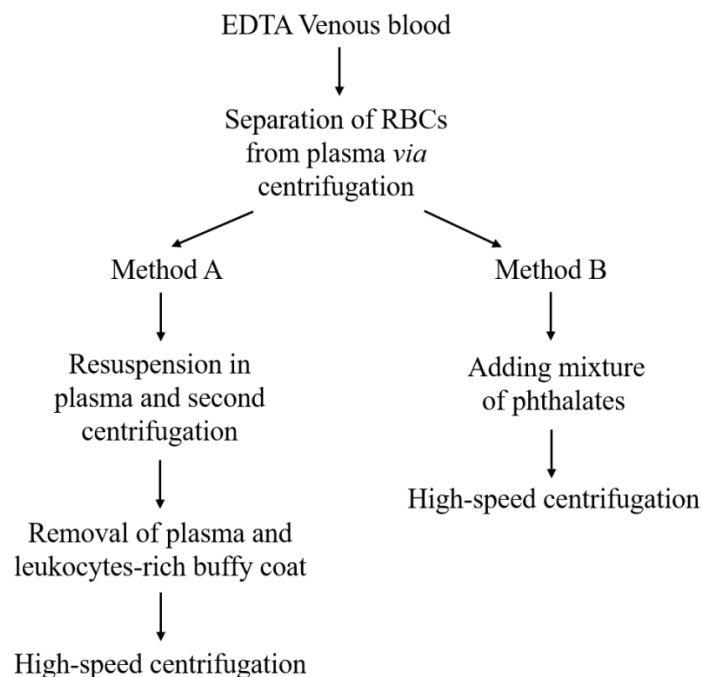 EDTA Venous blood
Separation of RBCs
from plasma via
centrifugation
Method A
Resuspension in
plasma and second
centrifugation
Removal of plasma and
leukocytes-rich buffy coat
High-speed centrifugation
Method B
Adding mixture
of phthalates
High-speed centrifugation